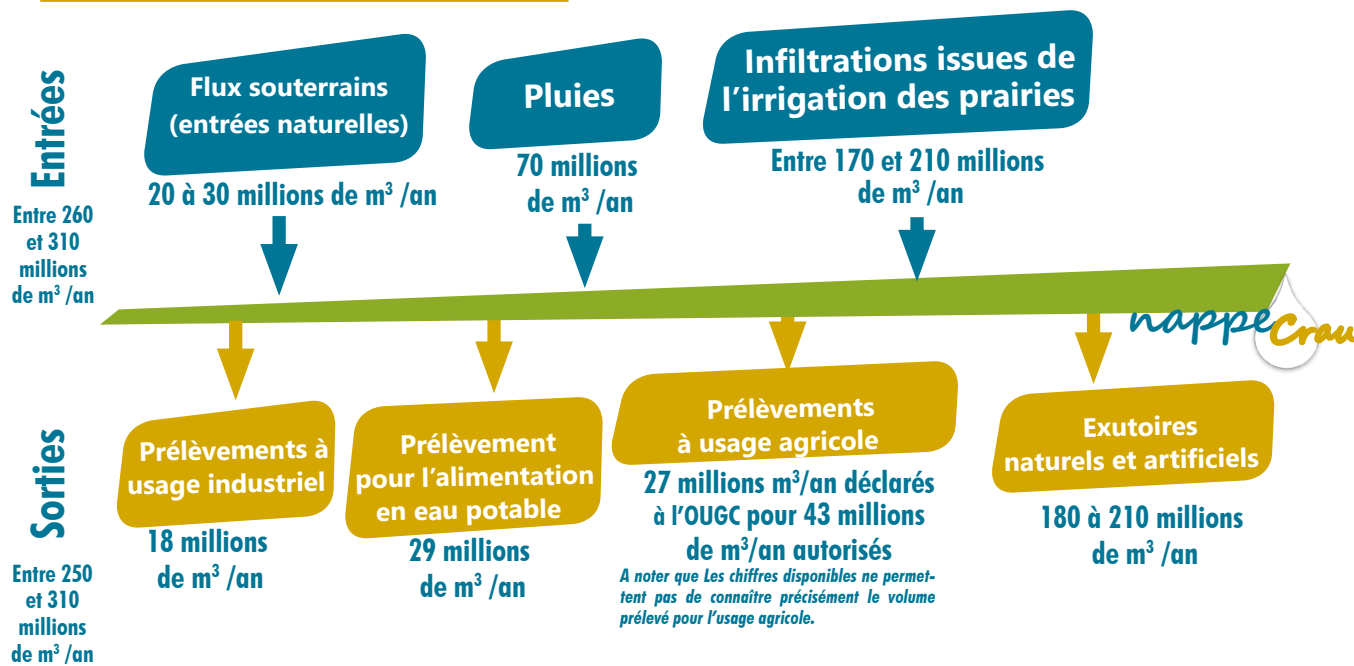 Entrées
Entre 260
et 310
millions
de m³ /an
Flux souterrains
(entrées naturelles)
20 à 30 millions de m³ /an
Pluies
70 millions
de m³ /an
Infiltrations issues de
l'irrigation des prairies
Entre 170 et 210 millions
de m³ /an
nappe Crau
Sorties
Entre 250
et 310
millions
de m³ /an
Prélèvements à
usage industriel
18 millions
de m³ /an
Prélèvement
pour l'alimentation
en eau potable
29 millions
de m³ /an
Prélèvements
à usage agricole
27 millions m³/an déclarés
à l'OUGC pour 43 millions
de m³/an autorisés
A noter que Les chiffres disponibles ne permet-
tent pas de connaître précisément le volume
prélevé pour l'usage agricole.
Exutoires
naturels et artificiels
180 à 210 millions
de m³ /an